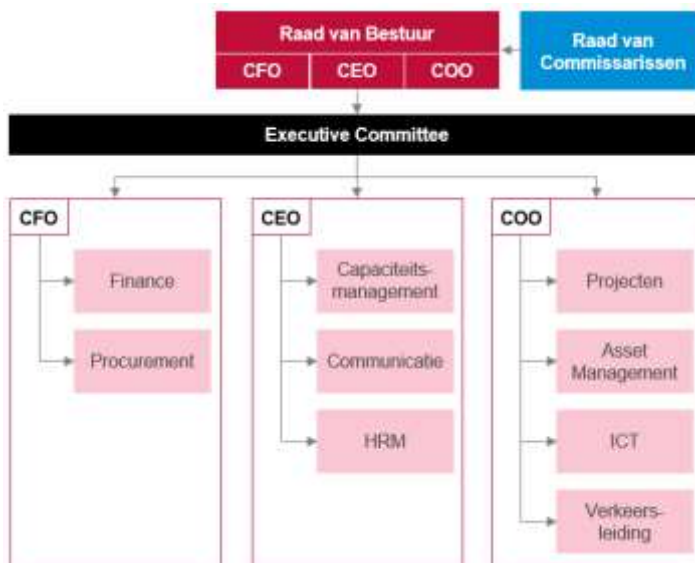 Raad van Bestuur
CFO
CEO
COO
Raad van
Commissarissen
Executive Committee
CFO
Finance
Procurement
CEO
Capaciteits-
management
Communicatie
HRM
COO
Projecten
Asset
Management
ICT
Verkeers-
leiding